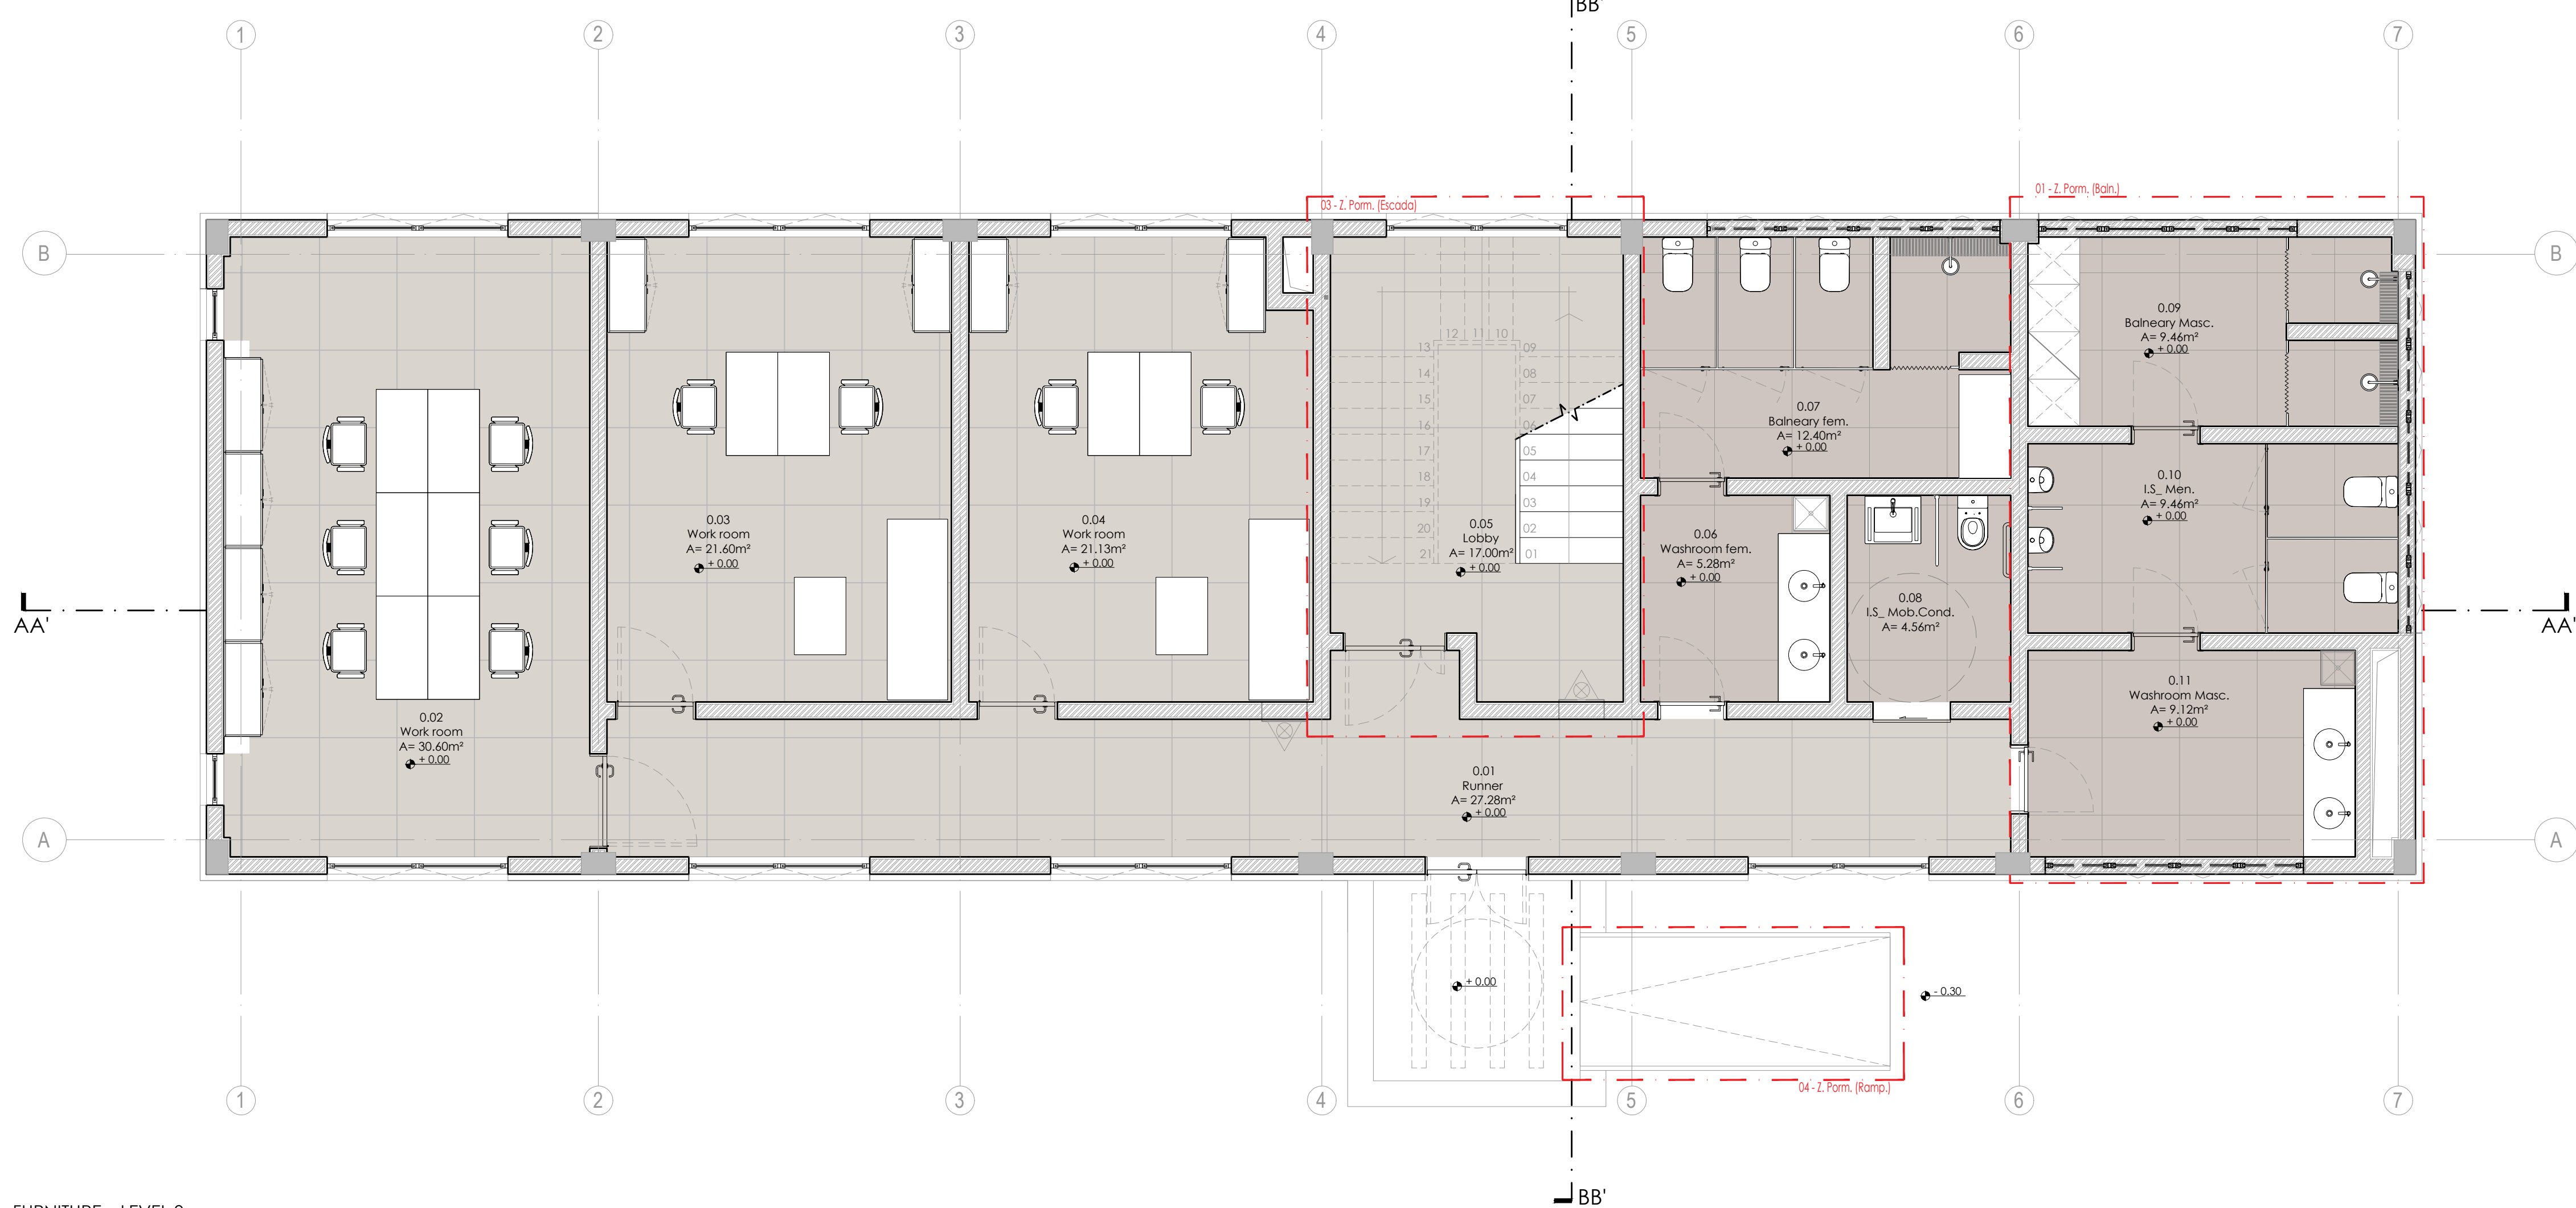 BB'
1
2
3
4
5
6
7
01 - Z. Porm. (Baln.)
03 - Z. Porm. (Escada)
B
B
0.09
Balneary Masc.
A= 9.46m²
+ 0.00
12
11
10
13
09
14
08
15
07
16
06
17
05
18
04
19
03
20
02
21
01
0.07
Balneary fem.
A= 12.40m²
+ 0.00
0.10
I.S_ Men.
A= 9.46m²
+ 0.00
0.03
Work room
A= 21.60m²
+ 0.00
0.04
Work room
A= 21.13m²
+ 0.00
0.05
Lobby
A= 17.00m²
+ 0.00
0.06
Washroom fem.
A= 5.28m²
+ 0.00
0.08
I.S_ Mob.Cond.
A= 4.56m²
AA'
AA'
0.11
Washroom Masc.
A= 9.12m²
+ 0.00
0.02
Work room
A= 30.60m²
+ 0.00
0.01
Runner
A= 27.28m²
+ 0.00
A
A
+ 0.00
- 0.30
04 - Z. Porm. (Ramp.)
1
2
3
4
5
6
7
BB'